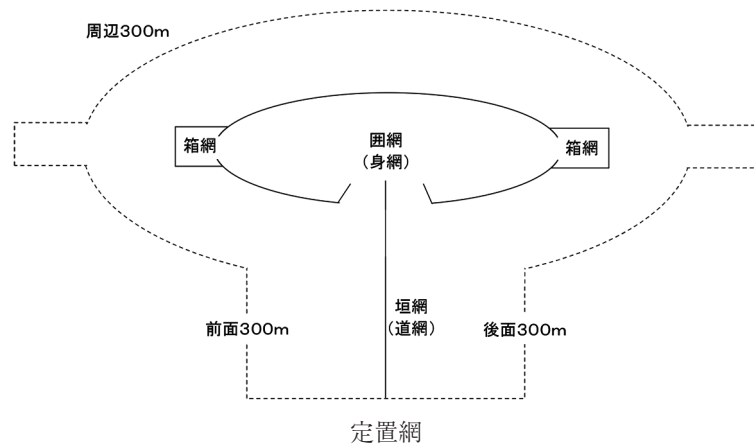 周辺300m
箱網
囲網
（身網）
箱網
垣網
（道網）
前面300m
後面300m
定置網